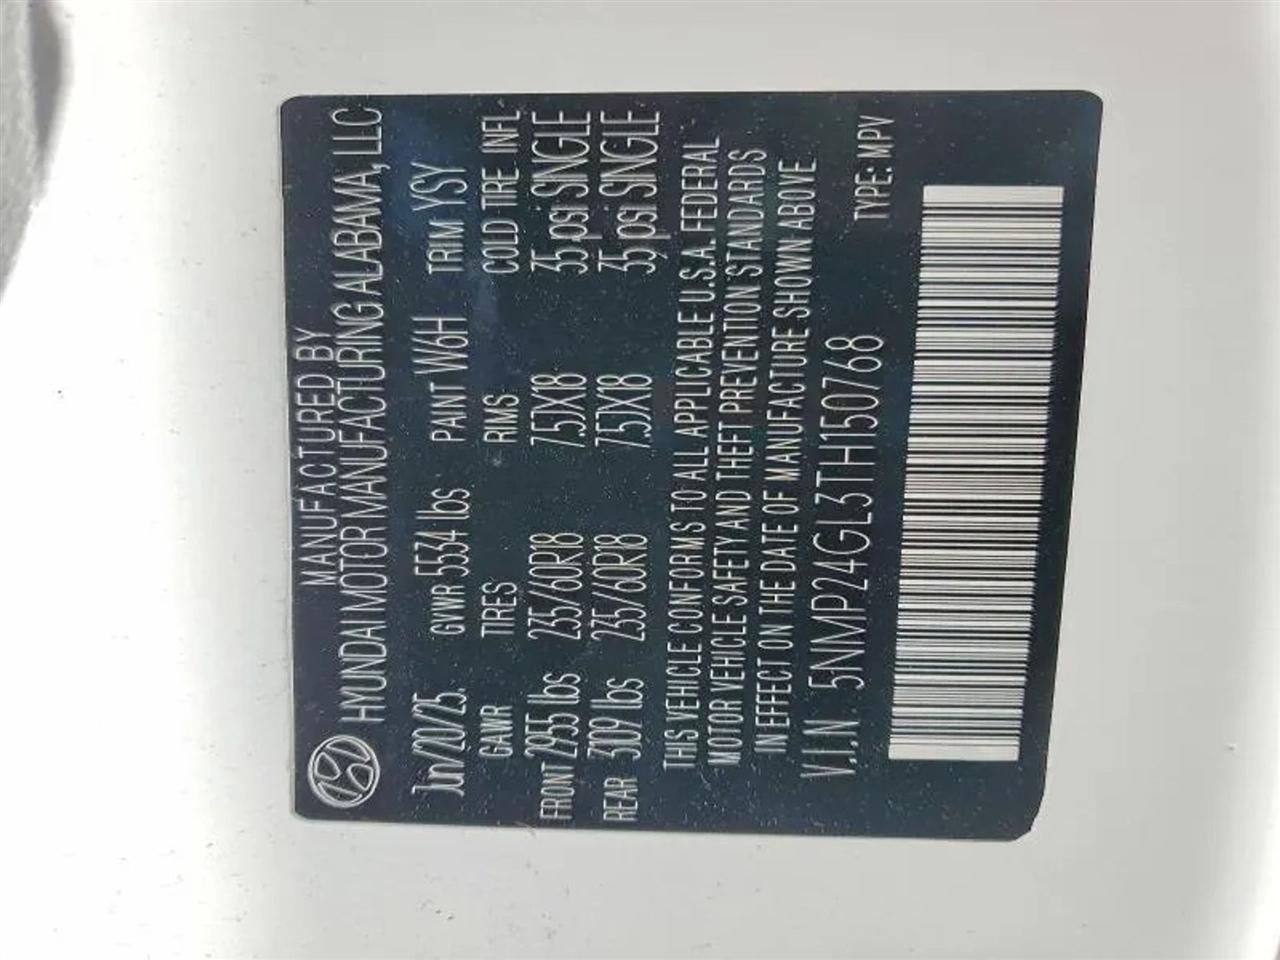 MANUFACTURED BY
HYUNDAI MOTOR MANUFACTURING ALABAMA, LLC
Jun/20/25. GVWR 5534 lbs PAINT W6H TRIM YSY
GAWR TIRES RIMS COLD TIRE INFL.
FRONT 2955 lbs 235/60R18 7.5JX18 35 psi SINGLE
REAR 3109 lbs 235/60R18 7.5JX18 35 psi SINGLE
THIS VEHICLE CONFORMS TO ALL APPLICABLE U.S.A. FEDERAL
MOTOR VEHICLE SAFETY AND THEFT PREVENTION STANDARDS
IN EFFECT ON THE DATE OF MANUFACTURE SHOWN ABOVE
V.I.N 5NMP24GL3TH150768 TYPE: MPV